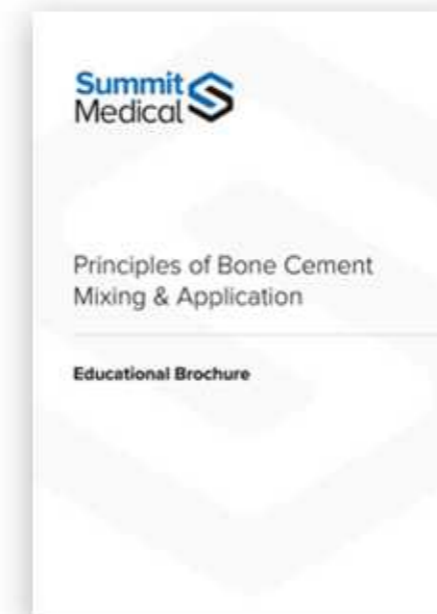 Summit
Medical
Principles of Bone Cement
Mixing & Application
Educational Brochure